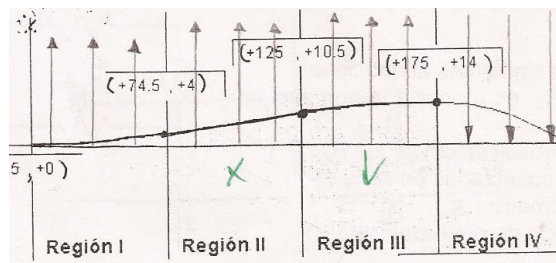 (+125 , +10.5)
(+74.5 , +4)
(+175 , +14)
5 , +0)
Región I
Región II
Región III
Región IV